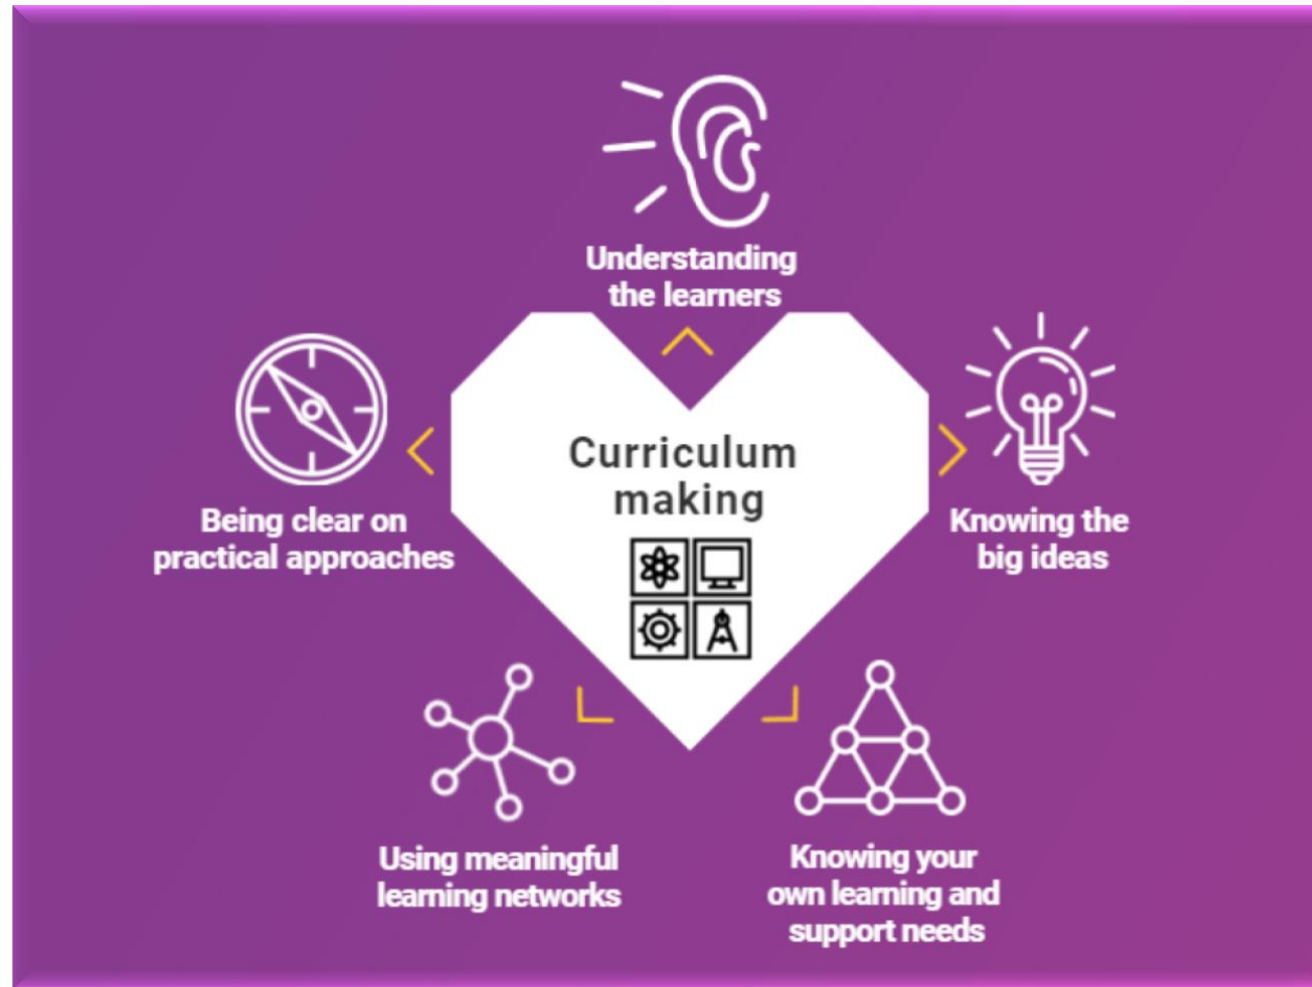 Understanding
the learners
Being clear on
practical approaches
Curriculum
making
Knowing the
big ideas
Using meaningful
learning networks
Knowing your
own learning and
support needs